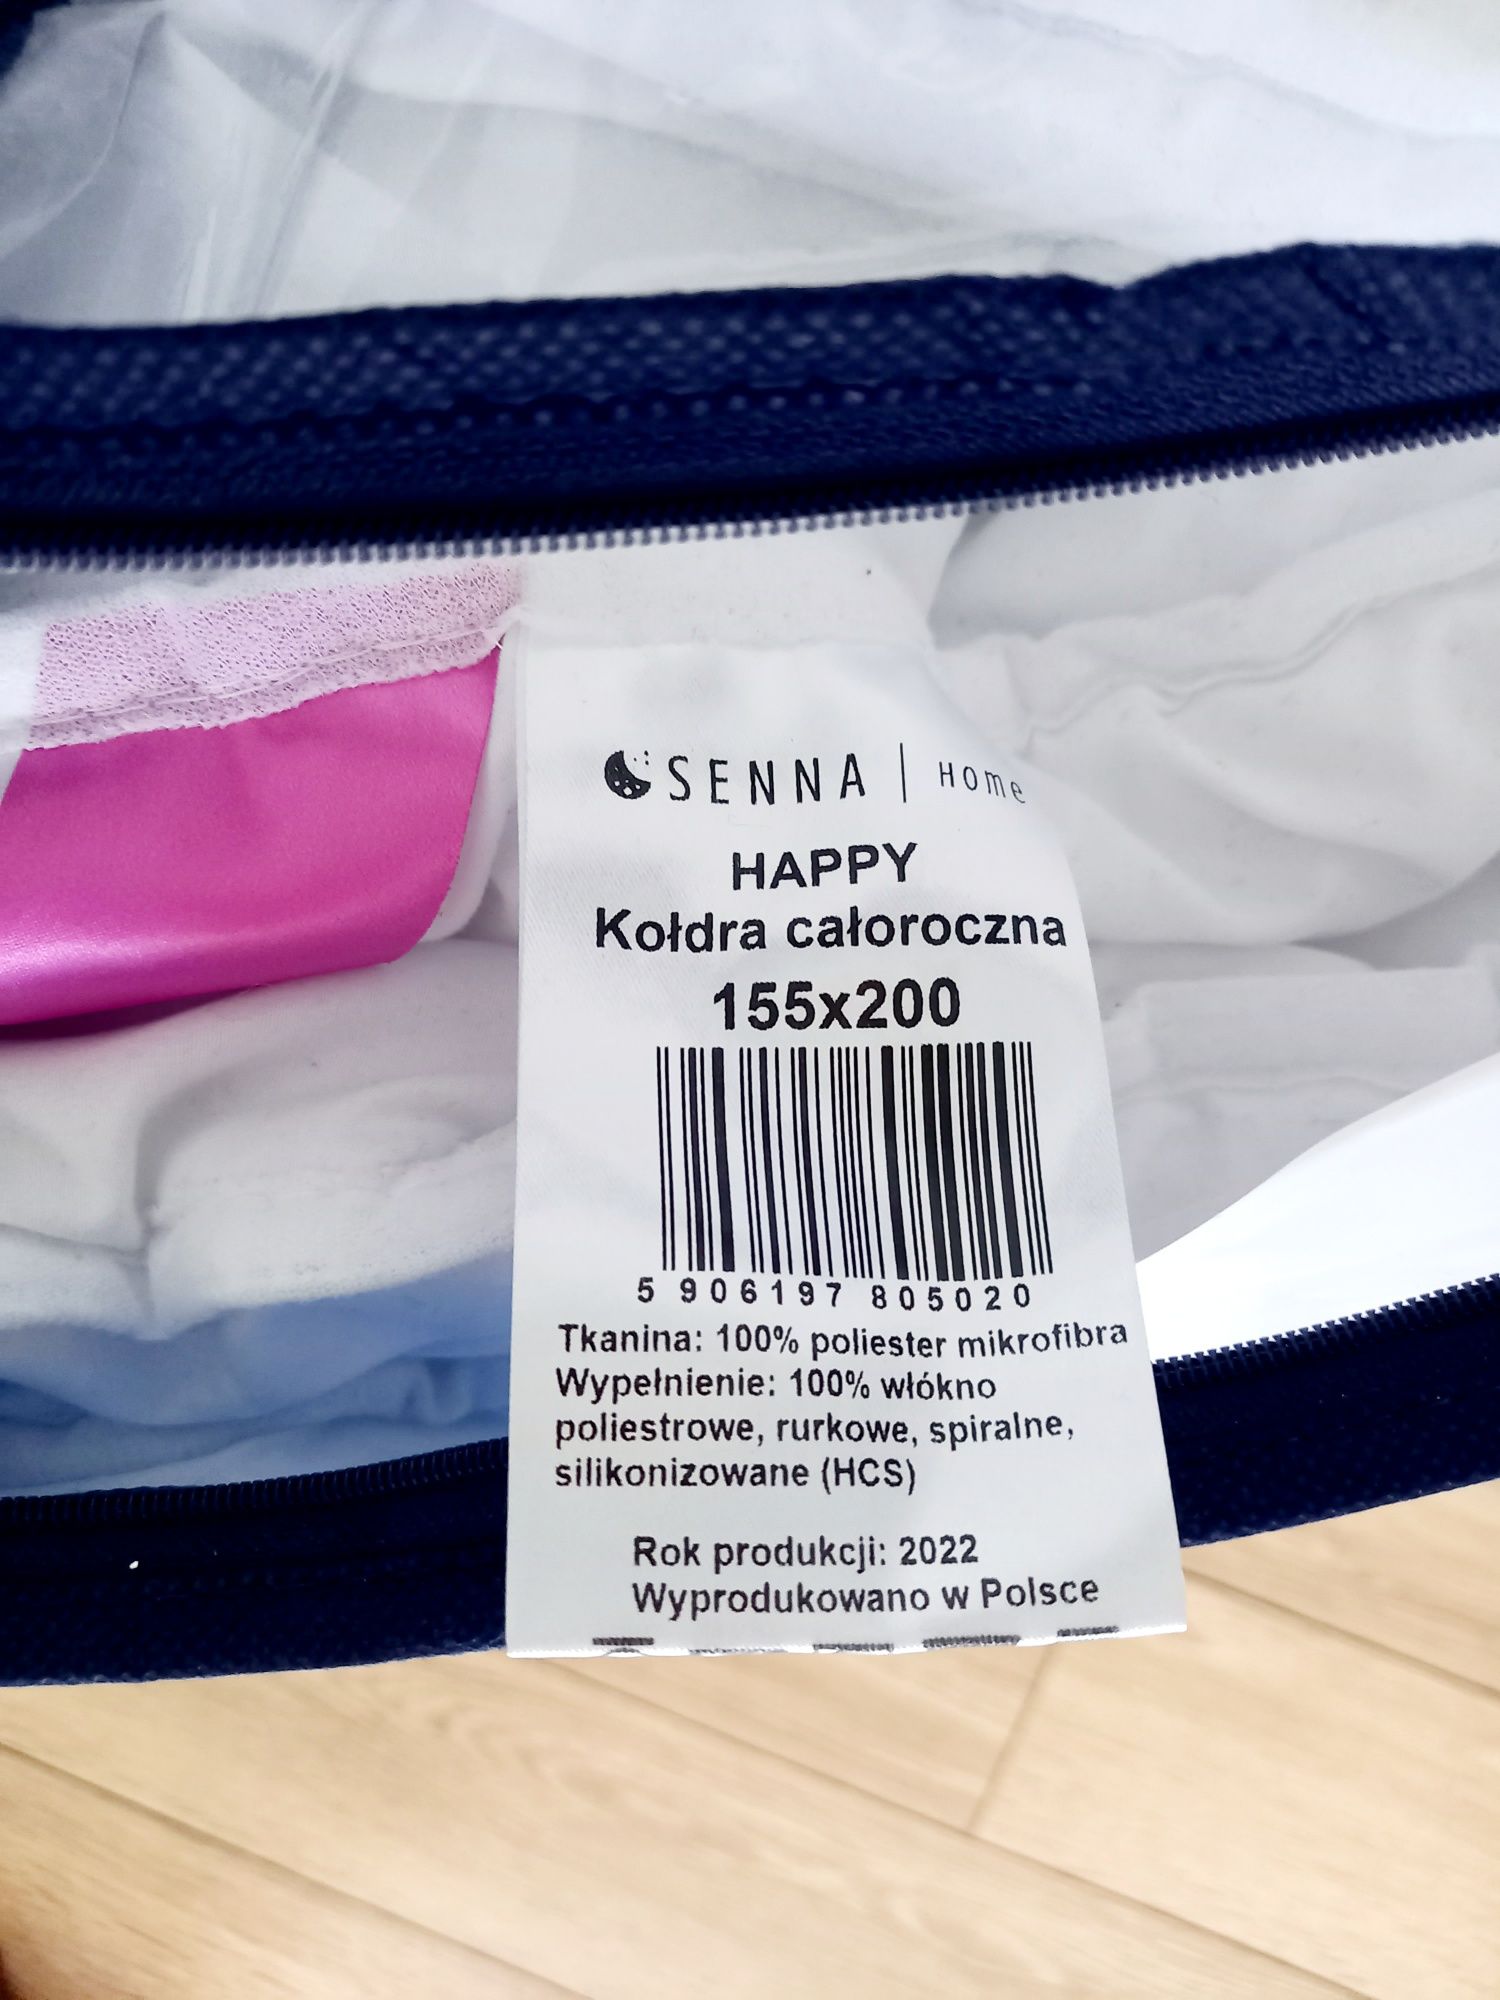 SENNA | Home
HAPPY
Kołdra całoroczna
155x200
5 906197 805020
Tkanina: 100% poliester mikrofibra
Wypełnienie: 100% włókno
poliestrowe, rurkowe, spiralne,
silikonizowane (HCS)
Rok produkcji: 2022
Wyprodukowano w Polsce